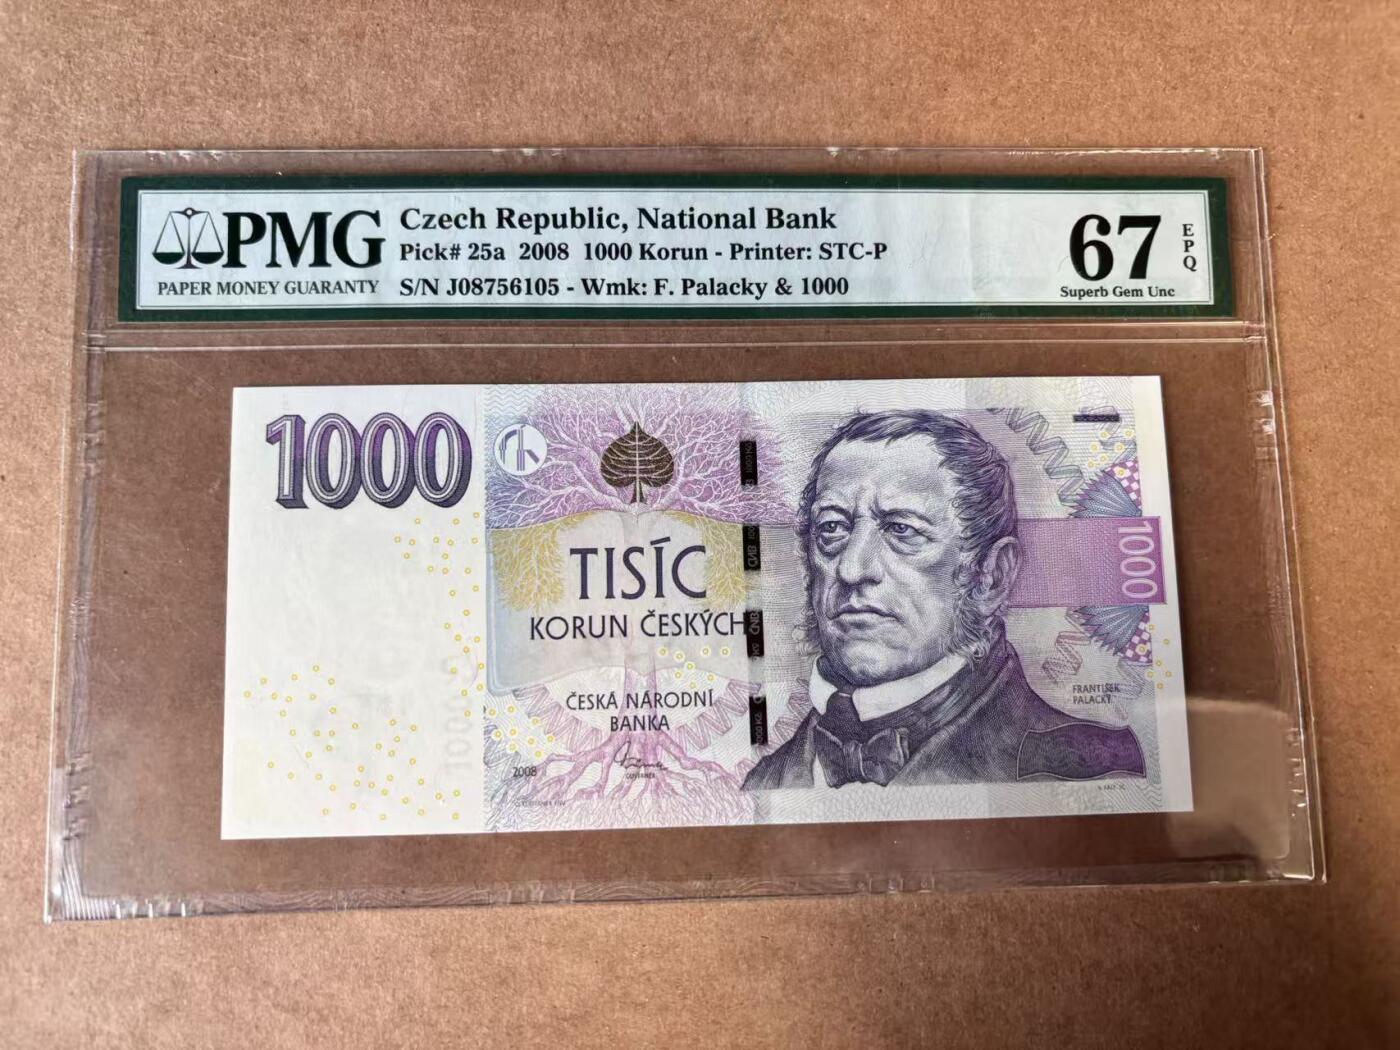 PMG
PAPER MONEY GUARANTY
Czech Republic, National Bank
Pick# 25a 2008 1000 Korun - Printer: STC-P
S/N J08756105 - Wmk: F. Palacky & 1000
67
EPQ
Superb Gem Unc
1000
TISÍC
KORUN ČESKÝCH
ČESKÁ NÁRODNÍ
BANKA
2008
GUVERNÉR
1000
FRANTIŠEK
PALACKÝ